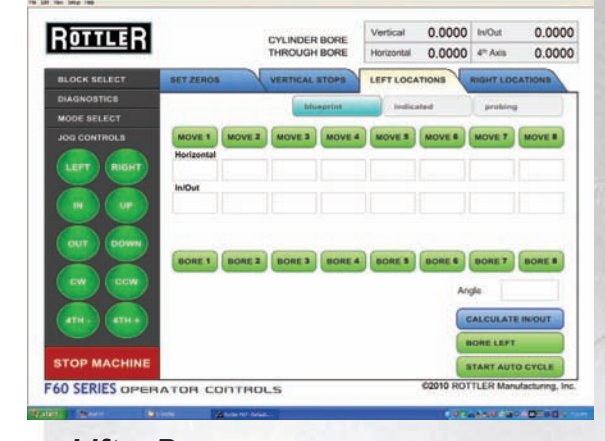 ROTTLER
CYLINDER BORE
THROUGH BORE
Vertical 0.0000 In/Out 0.0000
Horizontal 0.0000 4th Axis 0.0000
BLOCK SELECT
DIAGNOSTICS
MODE SELECT
JOG CONTROLS
LEFT RIGHT
IN UP
OUT DOWN
CW CCW
4TH - 4TH +
STOP MACHINE
SET ZEROS VERTICAL STOPS LEFT LOCATIONS RIGHT LOCATIONS
blueprint indicated probing
MOVE 1 MOVE 2 MOVE 3 MOVE 4 MOVE 5 MOVE 6 MOVE 7 MOVE 8
Horizontal
In/Out
BORE 1 BORE 2 BORE 3 BORE 4 BORE 5 BORE 6 BORE 7 BORE 8
Angle
CALCULATE IN/OUT
BORE LEFT
START AUTO CYCLE
F60 SERIES OPERATOR CONTROLS
©2010 ROTTLER Manufacturing, Inc.